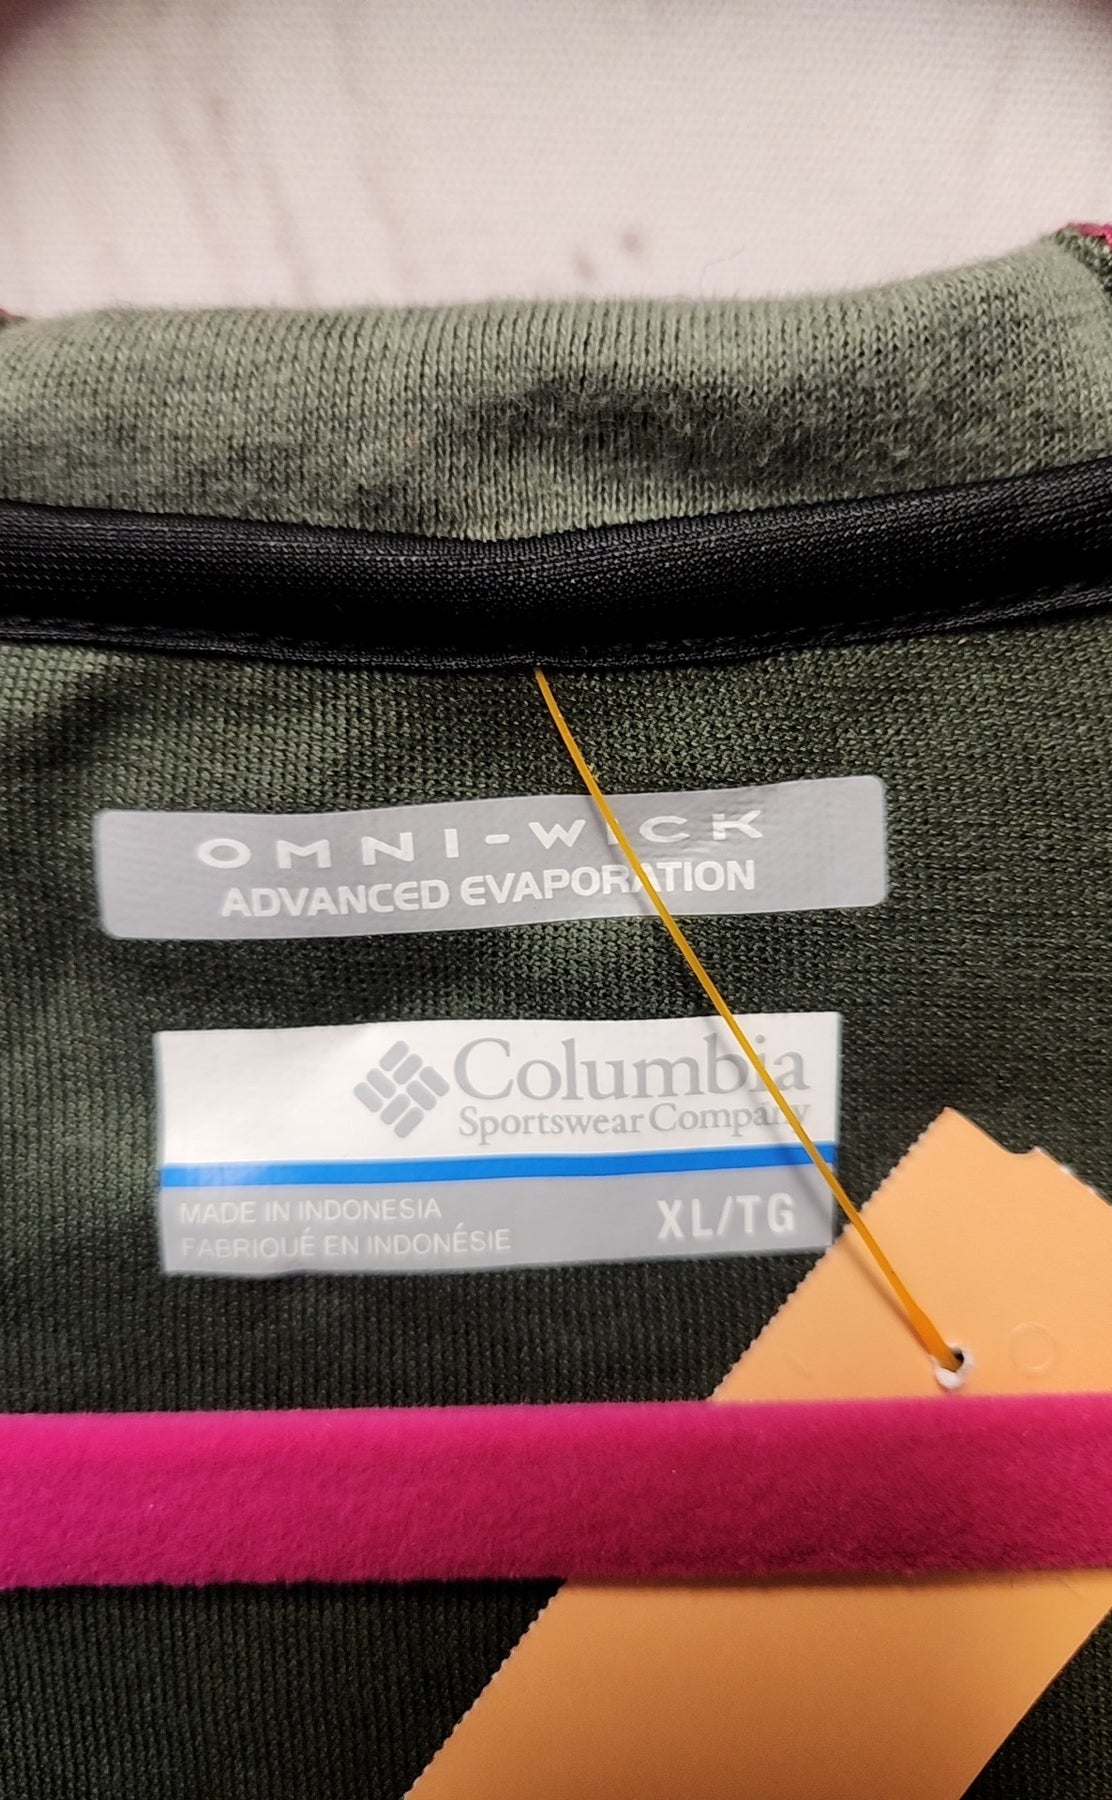 OMNI-WICK
ADVANCED EVAPORATION
Columbia
Sportswear Company
MADE IN INDONESIA
FABRIQUÉ EN INDONÉSIE
XL/TG